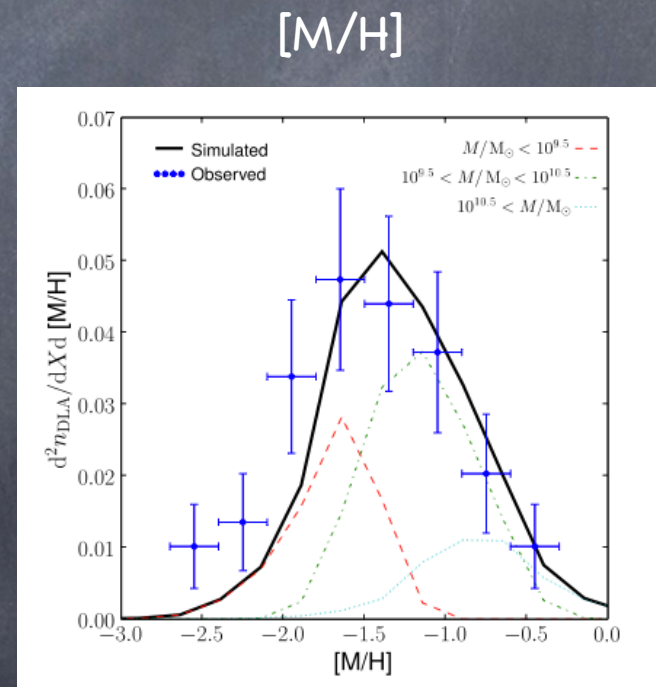 [M/H]
0.07
0.06
0.05
0.04
0.03
0.02
0.01
0.00
d²n_DLA/dXd [M/H]
Simulated
Observed
M/M⊙ < 10^9.5
10^9.5 < M/M⊙ < 10^10.5
10^10.5 < M/M⊙
−3.0 −2.5 −2.0 −1.5 −1.0 −0.5 0.0
[M/H]